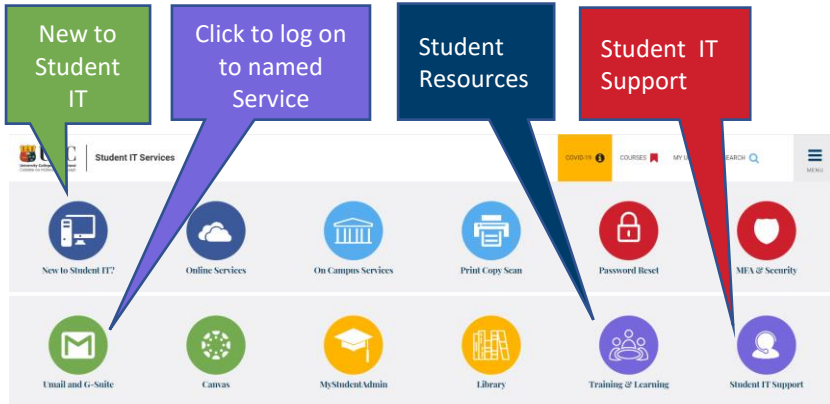 New to
Student
IT
Click to log on
to named
Service
Student
Resources
Student IT
Support
Student IT Services
COVID-19
COURSES
MY U
EARCH
MENU
New to Student IT?
Online Services
On Campus Services
Print Copy Scan
Password Reset
MFA & Security
Umail and G-Suite
Canvas
MyStudentAdmin
Library
Training & Learning
Student IT Support